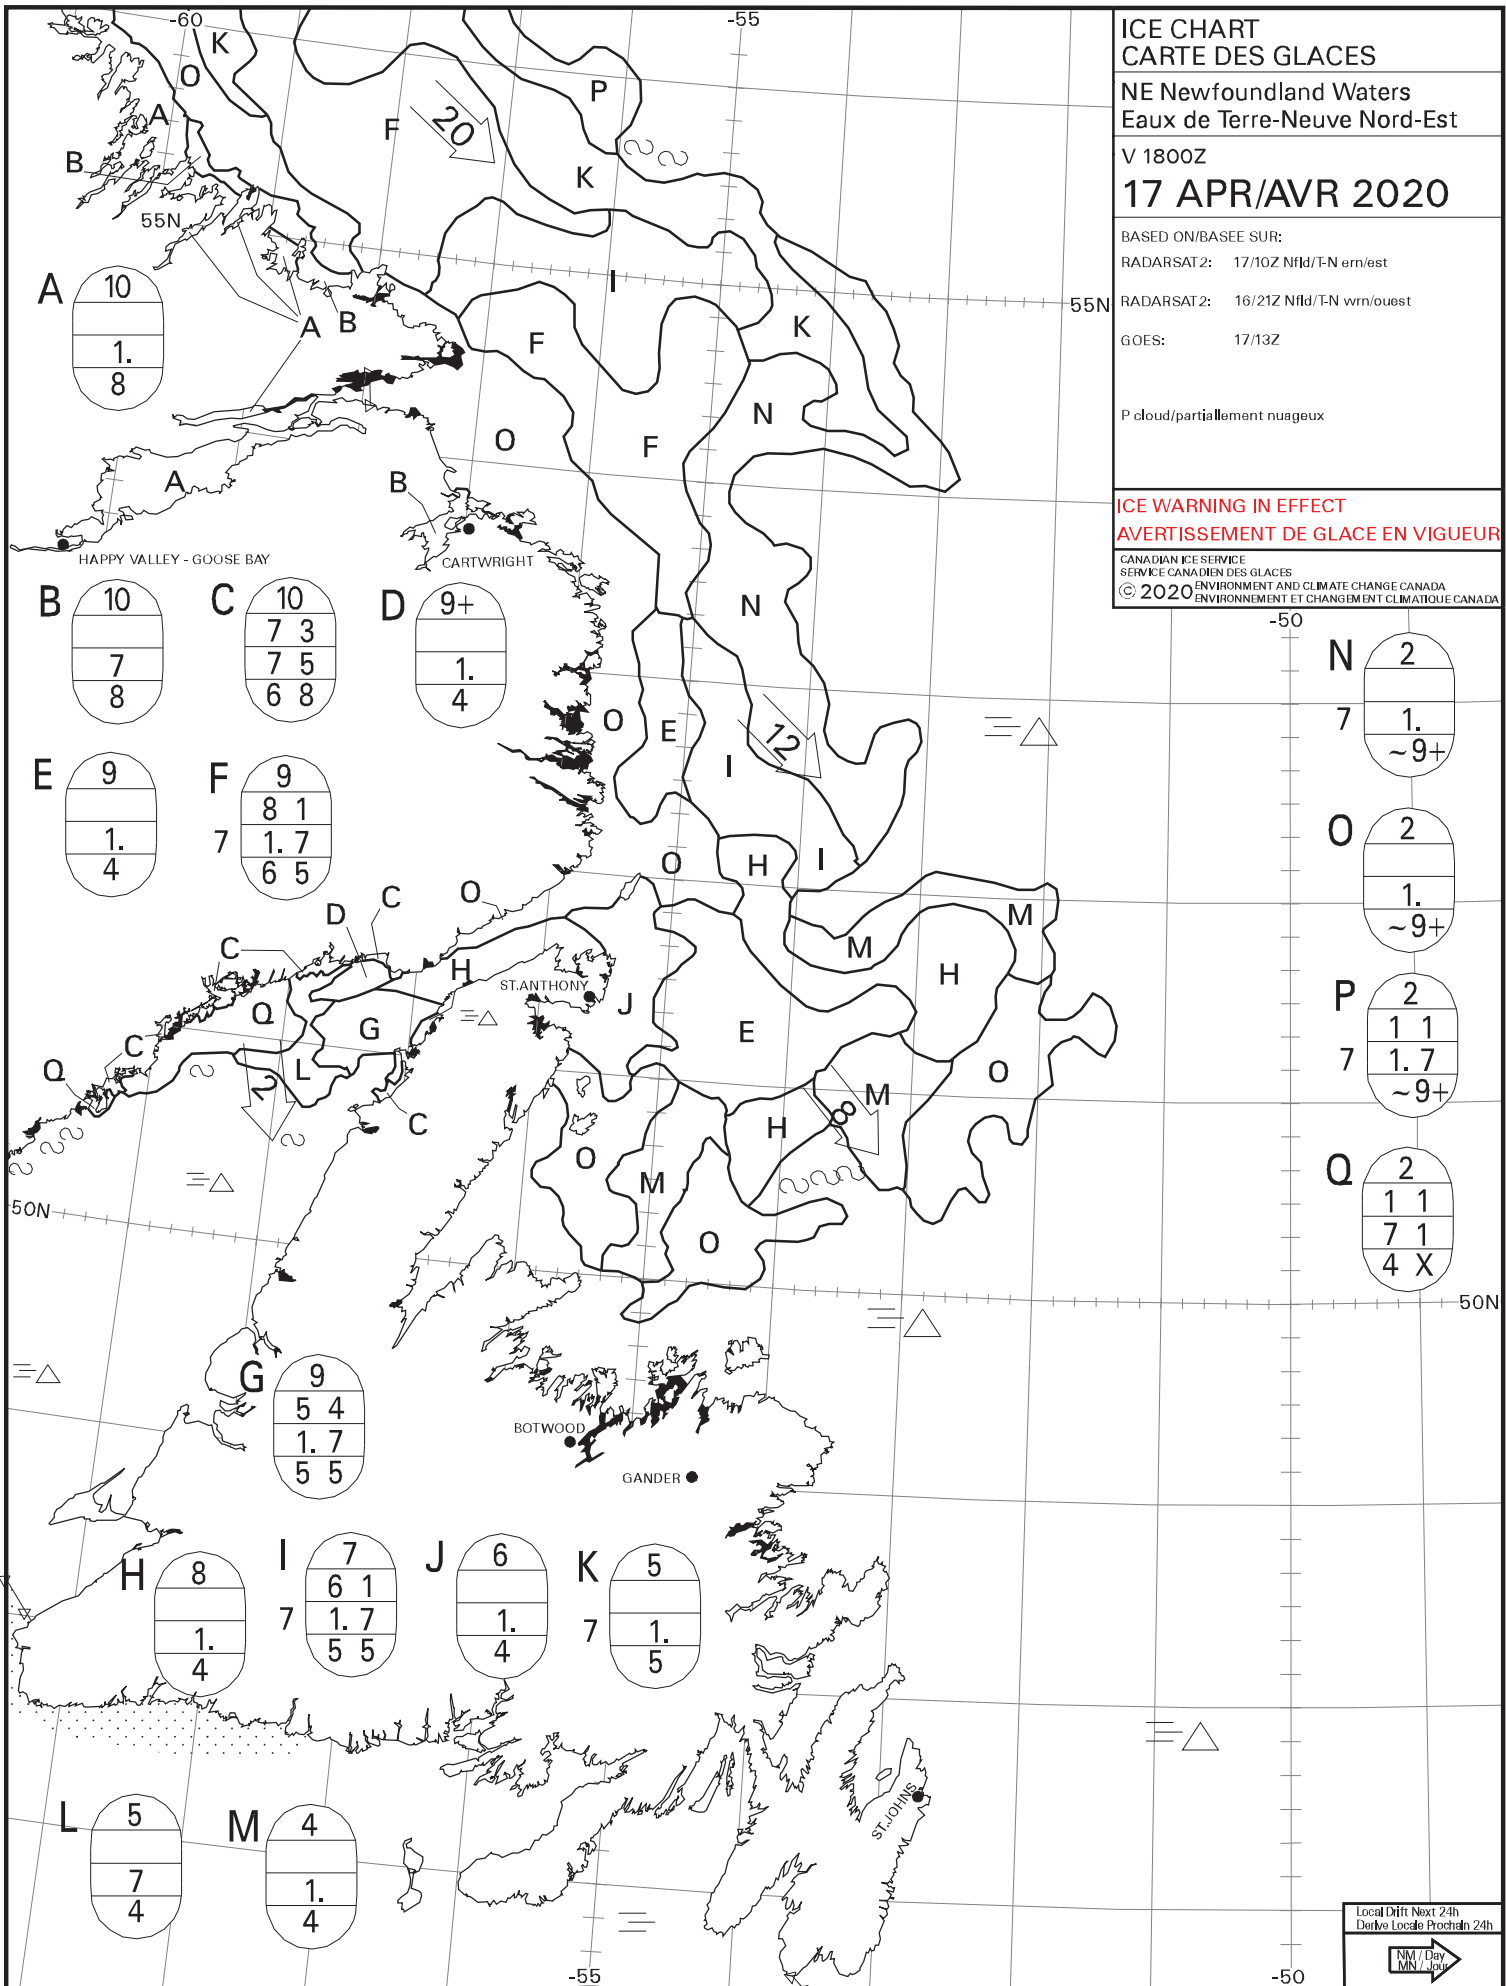 -60
-55
ICE CHART
CARTE DES GLACES
NE Newfoundland Waters
Eaux de Terre-Neuve Nord-Est
V 1800Z
17 APR/AVR 2020
BASED ON/BASEE SUR:
RADARSAT2: 17/10Z Nfld/T-N ern/est
RADARSAT2: 16/21Z Nfld/T-N wrn/ouest
GOES: 17/13Z
P cloud/partiallement nuageux
ICE WARNING IN EFFECT
AVERTISSEMENT DE GLACE EN VIGUEUR
CANADIAN ICE SERVICE
SERVICE CANADIEN DES GLACES
© 2020 ENVIRONMENT AND CLIMATE CHANGE CANADA
ENVIRONNEMENT ET CHANGEMENT CLIMATIQUE CANADA
K
O
P
A
F
20
B
K
55N
I
55N
A
B
K
F
N
O
F
A
B
HAPPY VALLEY - GOOSE BAY
CARTWRIGHT
N
-50
O
E
I
12
O
H
I
O
C
D
C
M
M
H
H
ST.ANTHONY
J
Q
G
E
C
L
O
Q
2
M
C
H
8
O
M
O
50N
50N
BOTWOOD
GANDER
ST.JOHNS
-55
-50
A
10
1.
8
B
10
7
8
C
10
7 3
7 5
6 8
D
9+
1.
4
E
9
1.
4
F
9
8 1
7 1. 7
6 5
G
9
5 4
1. 7
5 5
H
8
1.
4
I
7
6 1
7 1. 7
5 5
J
6
1.
4
K
5
7 1.
5
L
5
7
4
M
4
1.
4
N
2
7 1.
~9+
O
2
1.
~9+
P
2
1 1
7 1. 7
~9+
Q
2
1 1
7 1
4 X
Local Drift Next 24h
Derive Locale Prochain 24h
NM / Day
MN / Jour